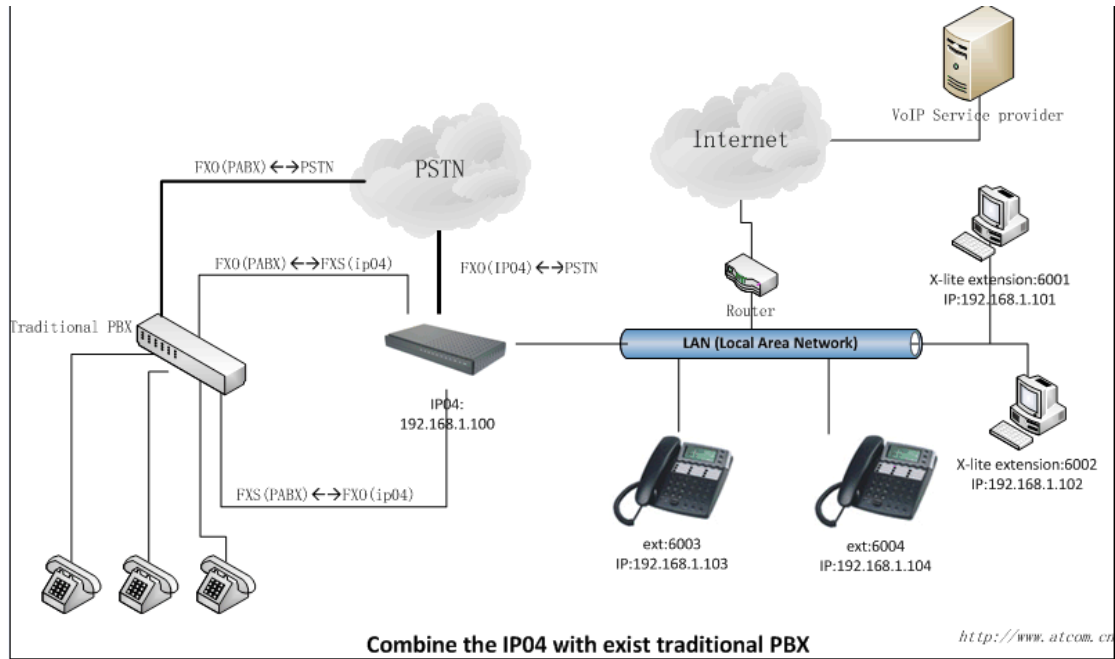 VoIP Service provider
Internet
PSTN
FXO(PABX)←→PSTN
FXO(PABX)←→FXS(ip04)
FXO(IP04)←→PSTN
X-lite extension:6001
IP:192.168.1.101
Router
Traditional PBX
LAN (Local Area Network)
IP04:
192.168.1.100
X-lite extension:6002
IP:192.168.1.102
FXS(PABX)←→FXO(ip04)
ext:6003
IP:192.168.1.103
ext:6004
IP:192.168.1.104
Combine the IP04 with exist traditional PBX
http://www.atcom.cn